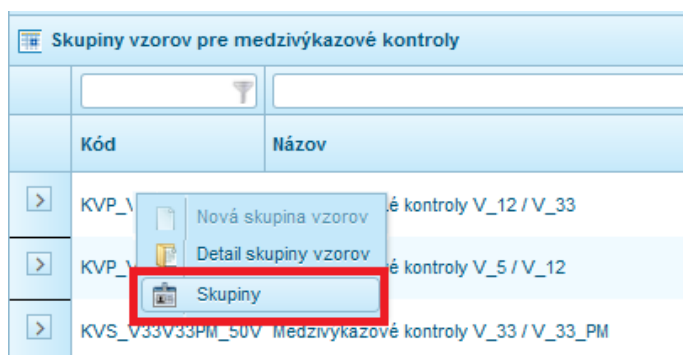 Skupiny vzorov pre medzivýkazové kontroly
Kód Názov
KVP_V é kontroly V_12 / V_33
Nová skupina vzorov
Detail skupiny vzorov
KVP_V é kontroly V_5 / V_12
Skupiny
KVS_V33V33PM_50V Medzivýkazové kontroly V_33 / V_33_PM